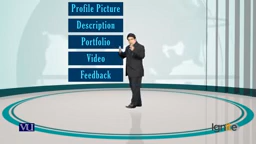 Profile Picture
Description
Portfolio
Video
Feedback
VU
Ignite